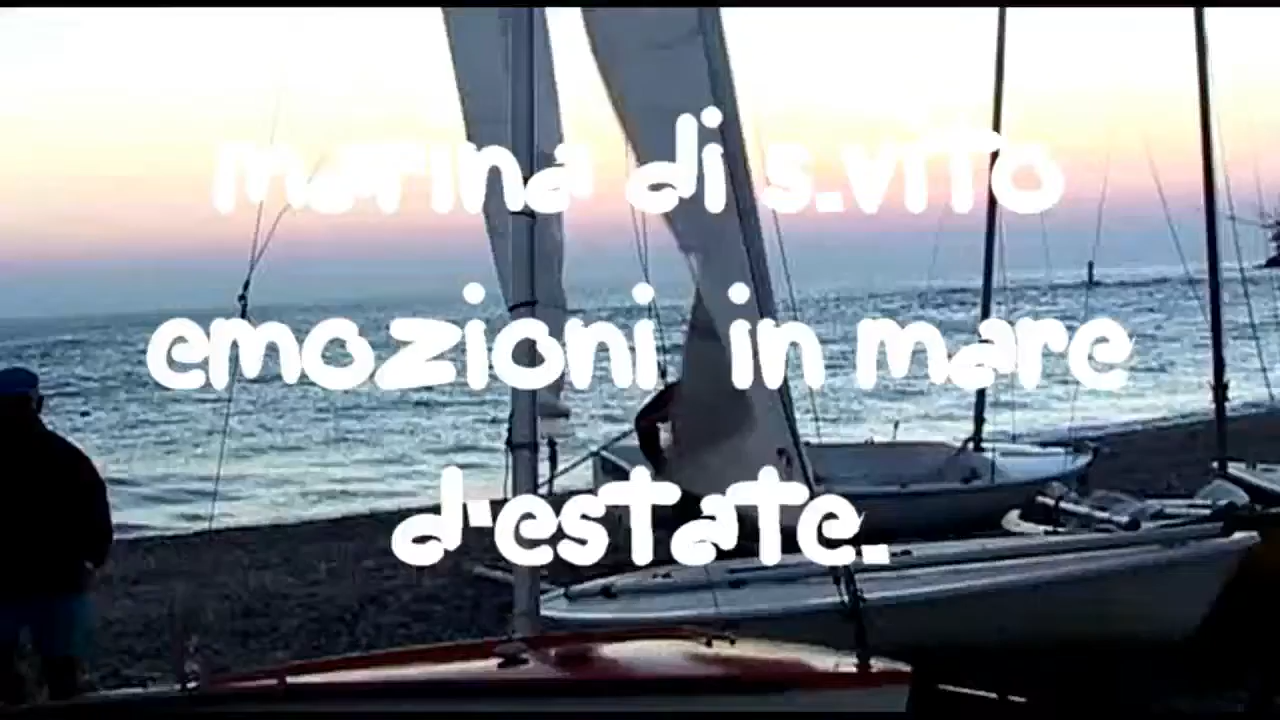 marina di s.vito
emozioni in mare
d'estate.